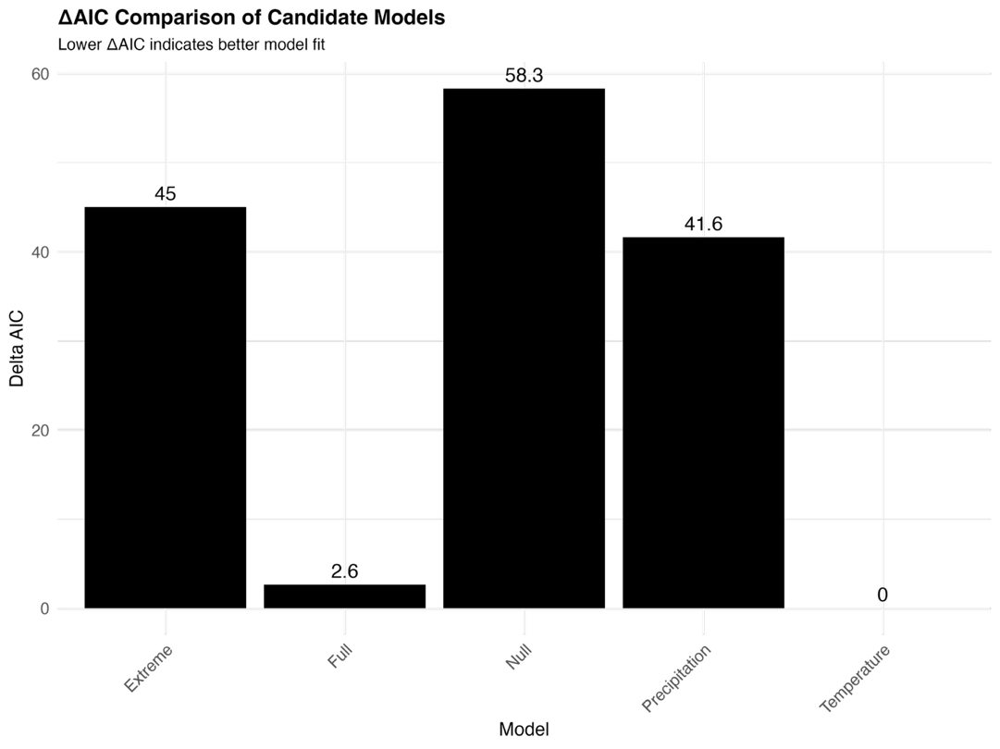 ΔAIC Comparison of Candidate Models
Lower ΔAIC indicates better model fit
60
40
20
0
Delta AIC
45
2.6
58.3
41.6
0
Extreme
Full
Null
Precipitation
Temperature
Model